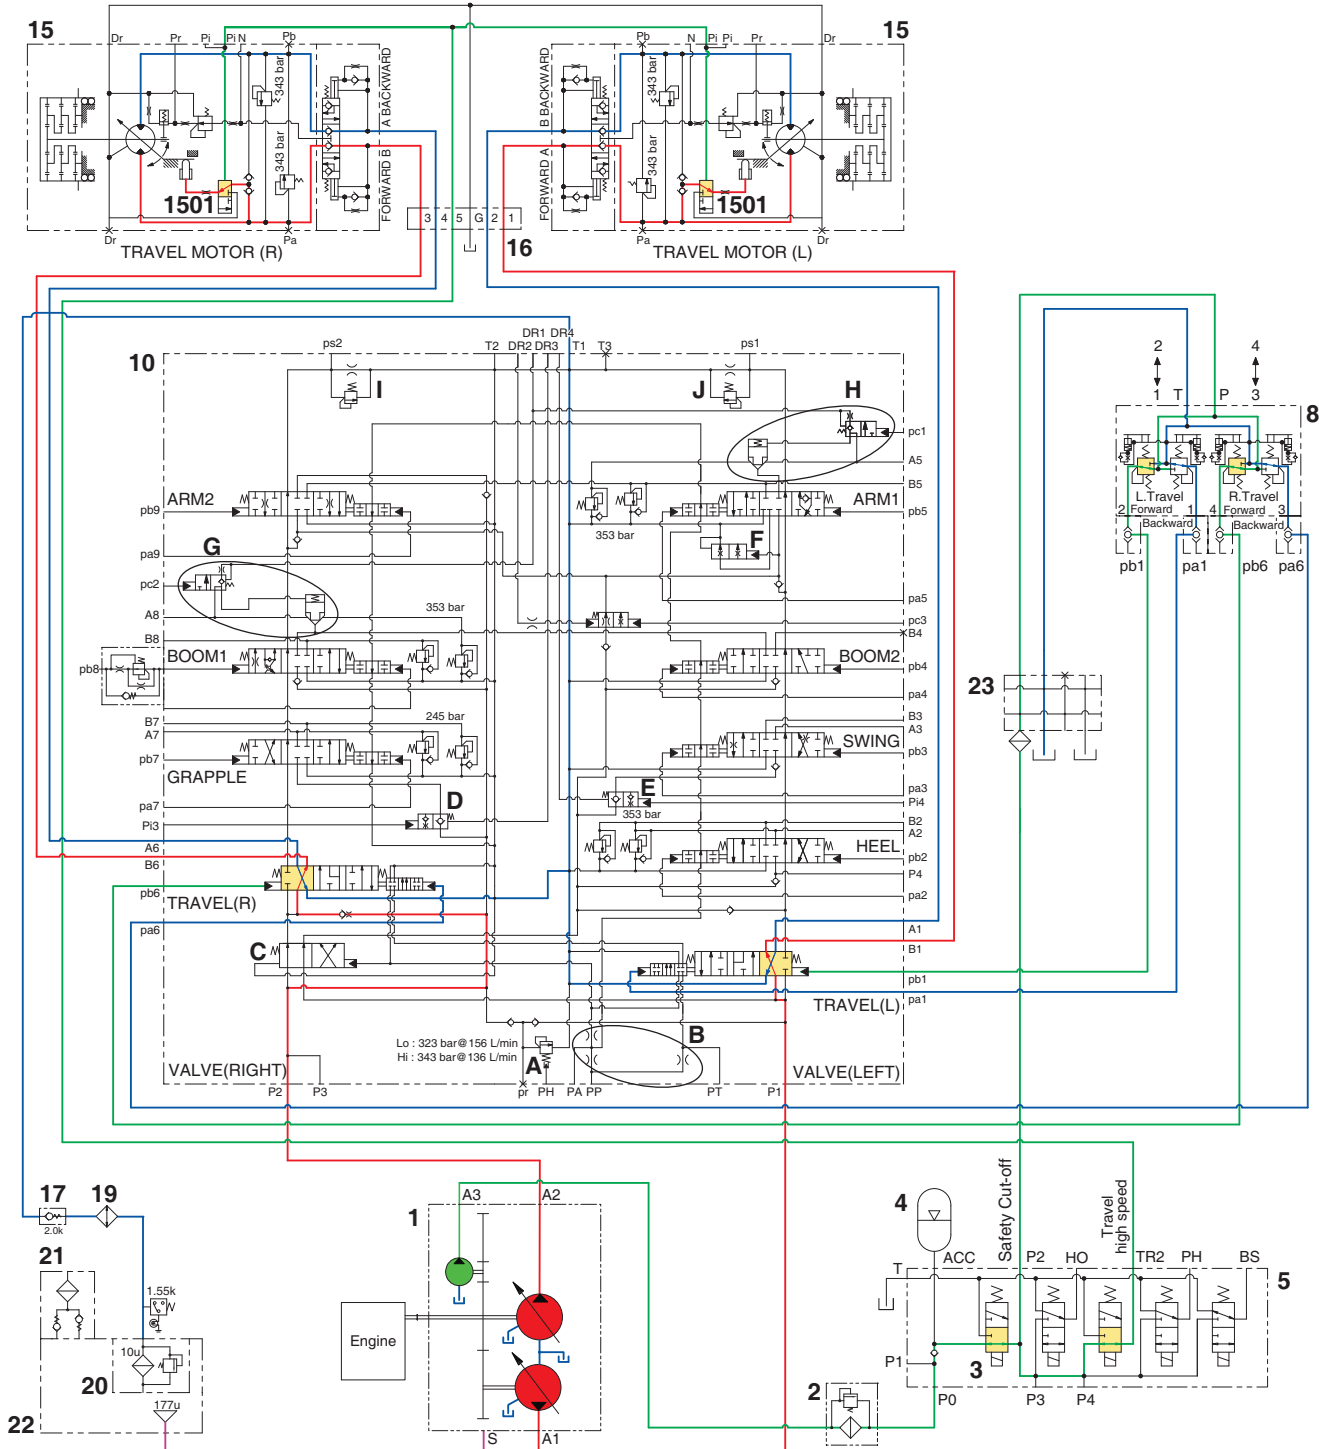 15
Dr
Pr
Pi
Pi
N
Pb
343 bar
343 bar
A BACKWARD
FORWARD B
1501
Dr
Pa
TRAVEL MOTOR (R)
3 4 5 G 2 1
16
15
Pb
N
Pi
Pi
Pr
Dr
343 bar
343 bar
B BACKWARD
FORWARD A
1501
Pa
Dr
TRAVEL MOTOR (L)
10
ps2
T2
DR1
DR4
DR2
DR3
T1
T3
ps1
I
J
H
pc1
A5
B5
ARM2
ARM1
pb9
pb5
353 bar
F
pa9
G
pc2
pa5
A8
353 bar
pc3
B4
B8
BOOM1
BOOM2
pb8
pb4
pa4
B7
A7
245 bar
B3
A3
SWING
pb7
pb3
GRAPPLE
pa3
pa7
D
E
Pi4
353 bar
Pi3
B2
A2
A6
HEEL
B6
pb2
P4
pb6
TRAVEL(R)
pa2
pa6
A1
C
B1
pb1
TRAVEL(L)
pa1
Lo : 323 bar@156 L/min
Hi : 343 bar@136 L/min
A
B
VALVE(RIGHT)
VALVE(LEFT)
P2
P3
pr
PH
PA
PP
PT
P1
2
4
1
T
P
3
8
L.Travel
R.Travel
2
Forward
1
4
Forward
3
Backward
Backward
pb1
pa1
pb6
pa6
23
17
2.0k
19
21
1.55k
10u
20
177u
22
1
A3
A2
Engine
S
A1
2
4
ACC
Safety Cut-off
P2
HO
Travel
high speed
TR2
PH
BS
T
5
P1
3
P0
P3
P4